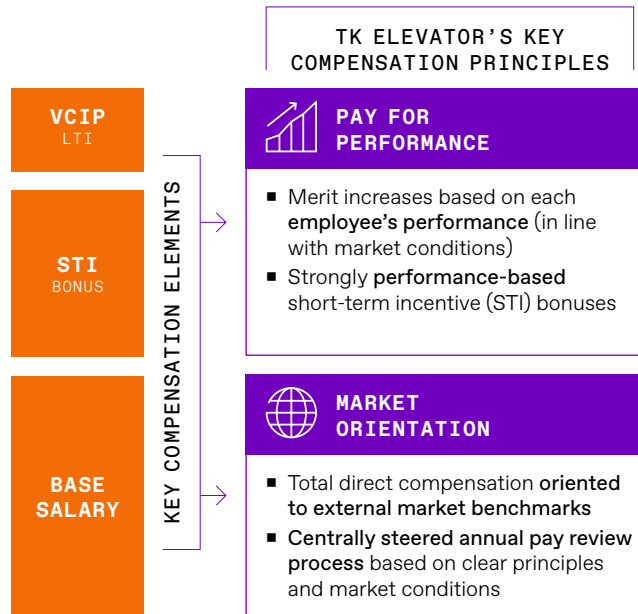 TK ELEVATOR'S KEY
COMPENSATION PRINCIPLES
VCIP
LTI
STI
BONUS
BASE
SALARY
KEY COMPENSATION ELEMENTS
PAY FOR
PERFORMANCE
■ Merit increases based on each
employee's performance (in line
with market conditions)
■ Strongly performance-based
short-term incentive (STI) bonuses
MARKET
ORIENTATION
■ Total direct compensation oriented
to external market benchmarks
■ Centrally steered annual pay review
process based on clear principles
and market conditions